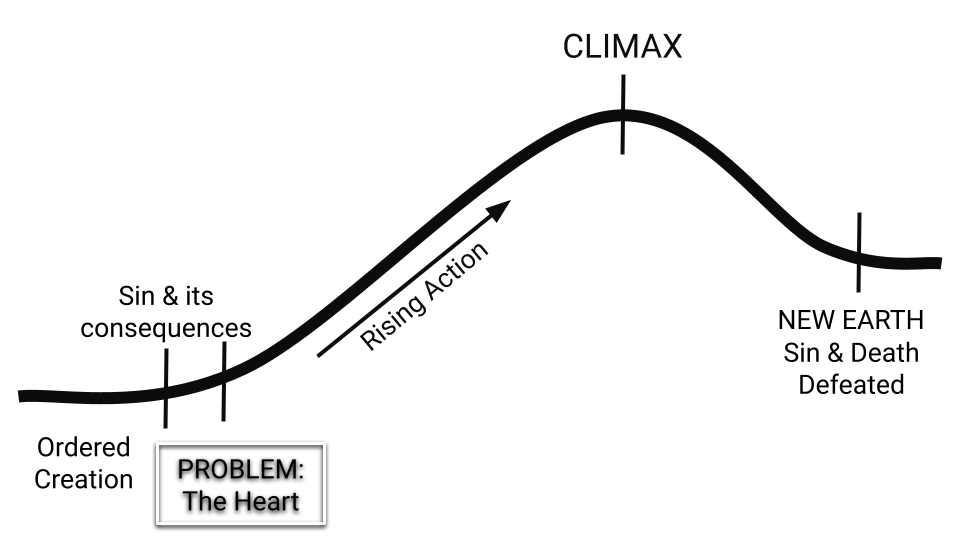 CLIMAX
Rising Action
Sin & its
consequences
NEW EARTH
Sin & Death
Defeated
Ordered
Creation
PROBLEM:
The Heart